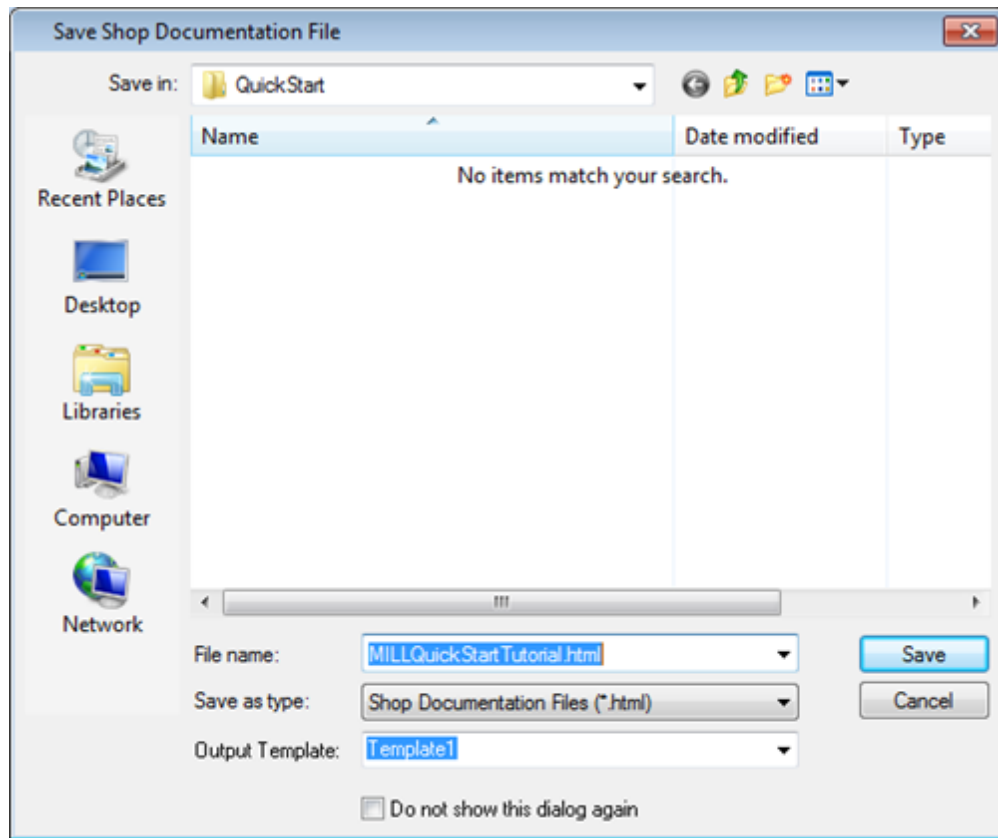 Save Shop Documentation File
Save in: QuickStart
Name Date modified Type
No items match your search.
Recent Places
Desktop
Libraries
Computer
Network
File name: MILLQuickStartTutorial.html Save
Save as type: Shop Documentation Files (*.html) Cancel
Output Template: Template1
Do not show this dialog again